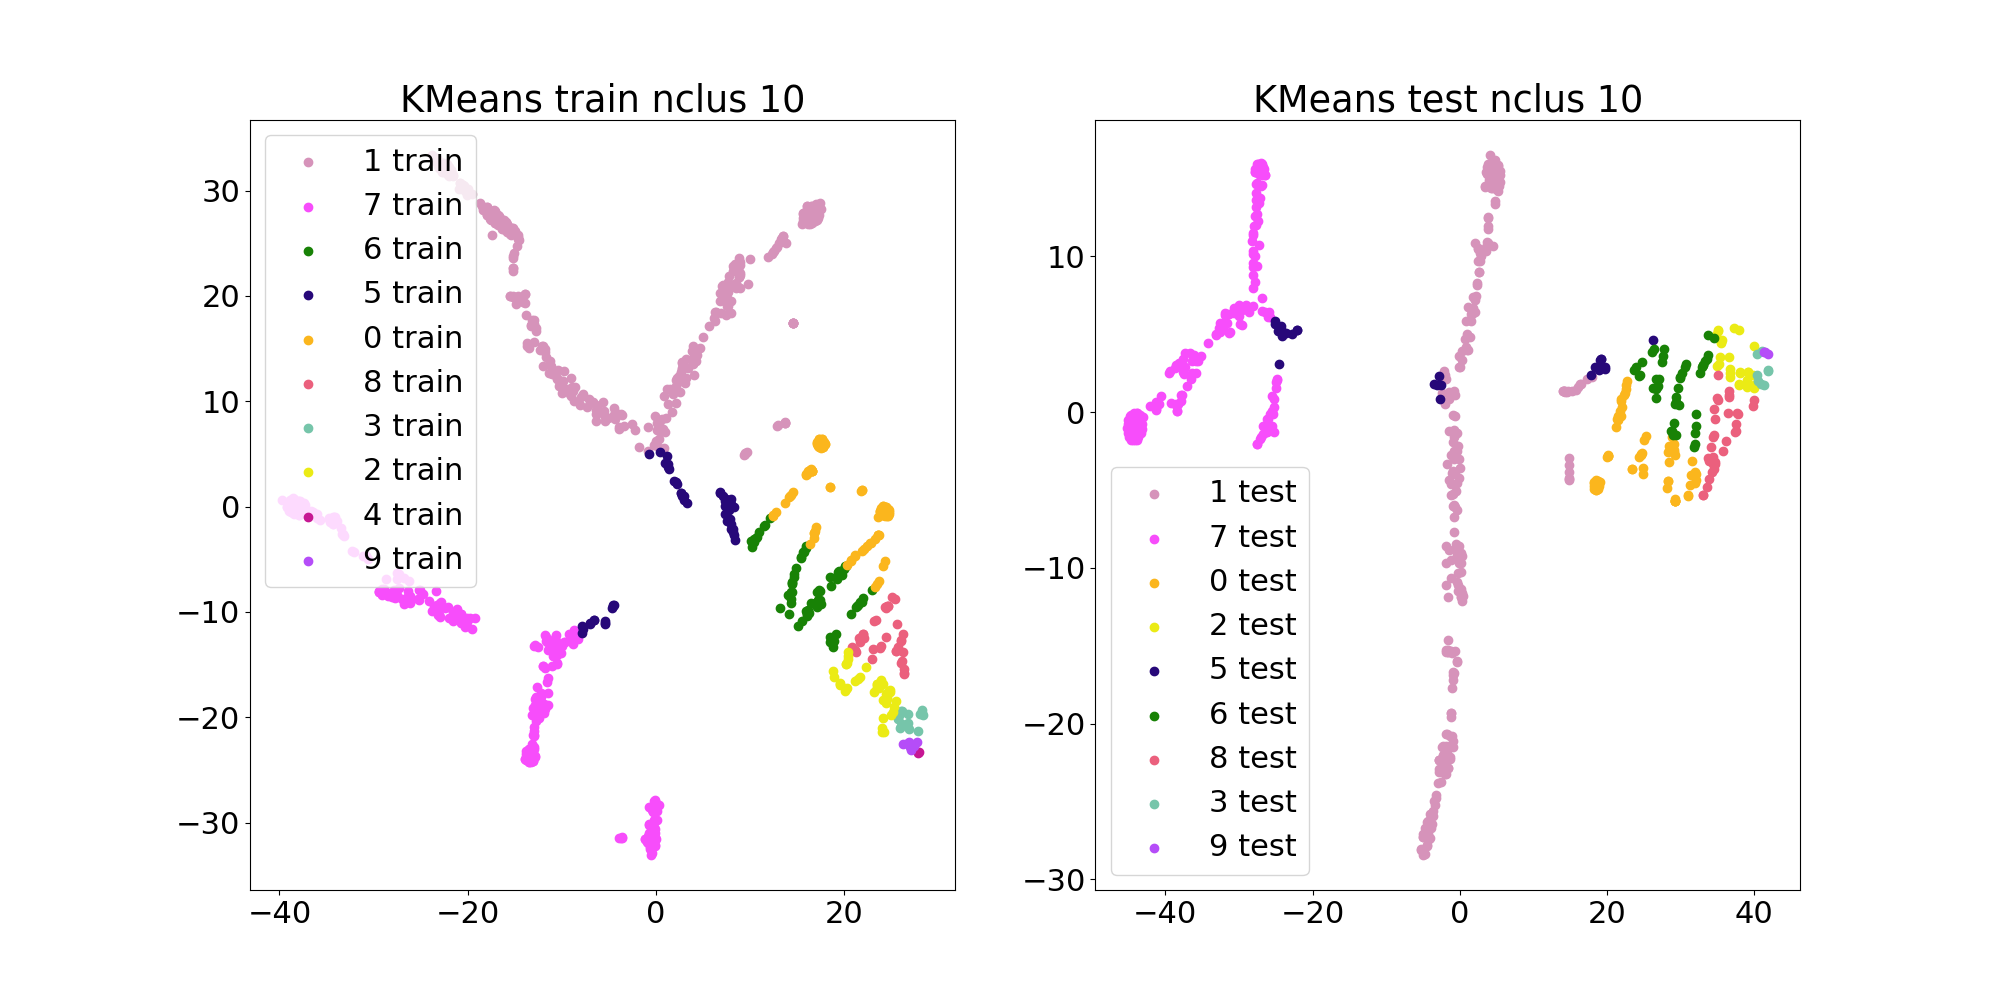 KMeans train nclus 10
30
20
10
0
−10
−20
−30
−40
−20
0
20
1 train
7 train
6 train
5 train
0 train
8 train
3 train
2 train
4 train
9 train
KMeans test nclus 10
10
0
−10
−20
−30
−40
−20
0
20
40
1 test
7 test
0 test
2 test
5 test
6 test
8 test
3 test
9 test